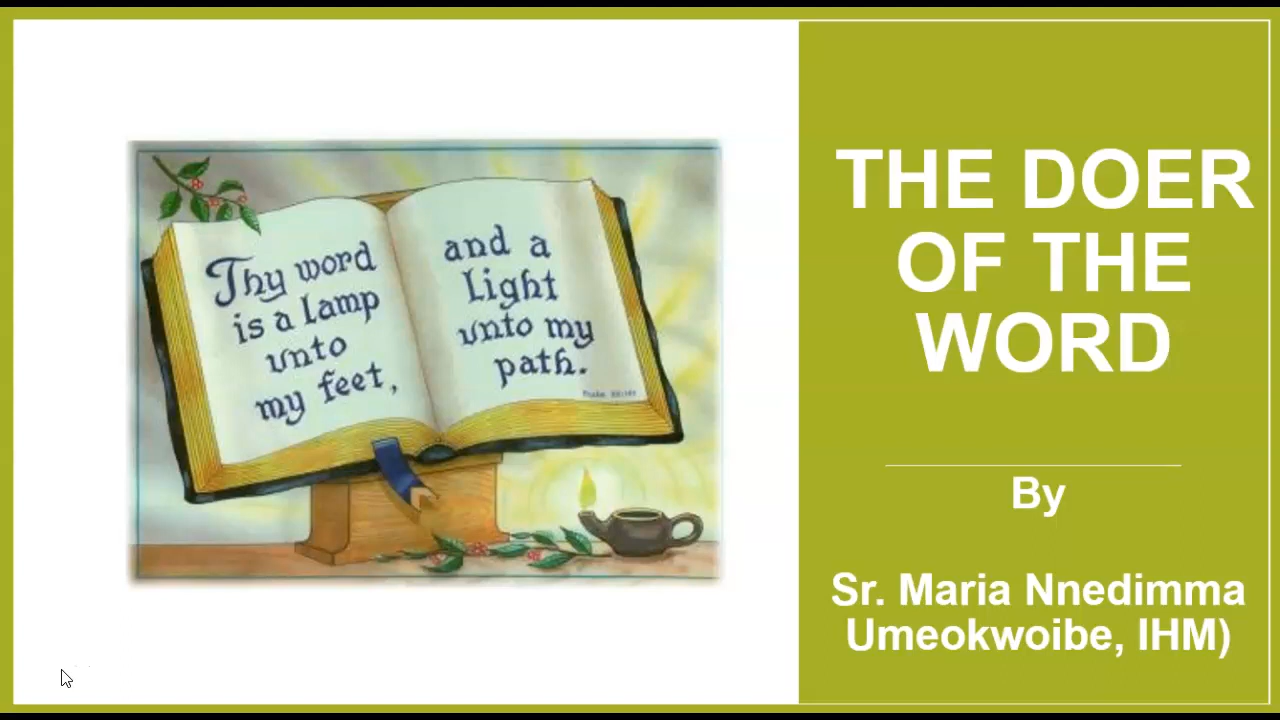 Thy word
is a lamp
unto
my feet,
and a
Light
unto my
path.
THE DOER
OF THE
WORD
By
Sr. Maria Nnedimma
Umeokwoibe, IHM)